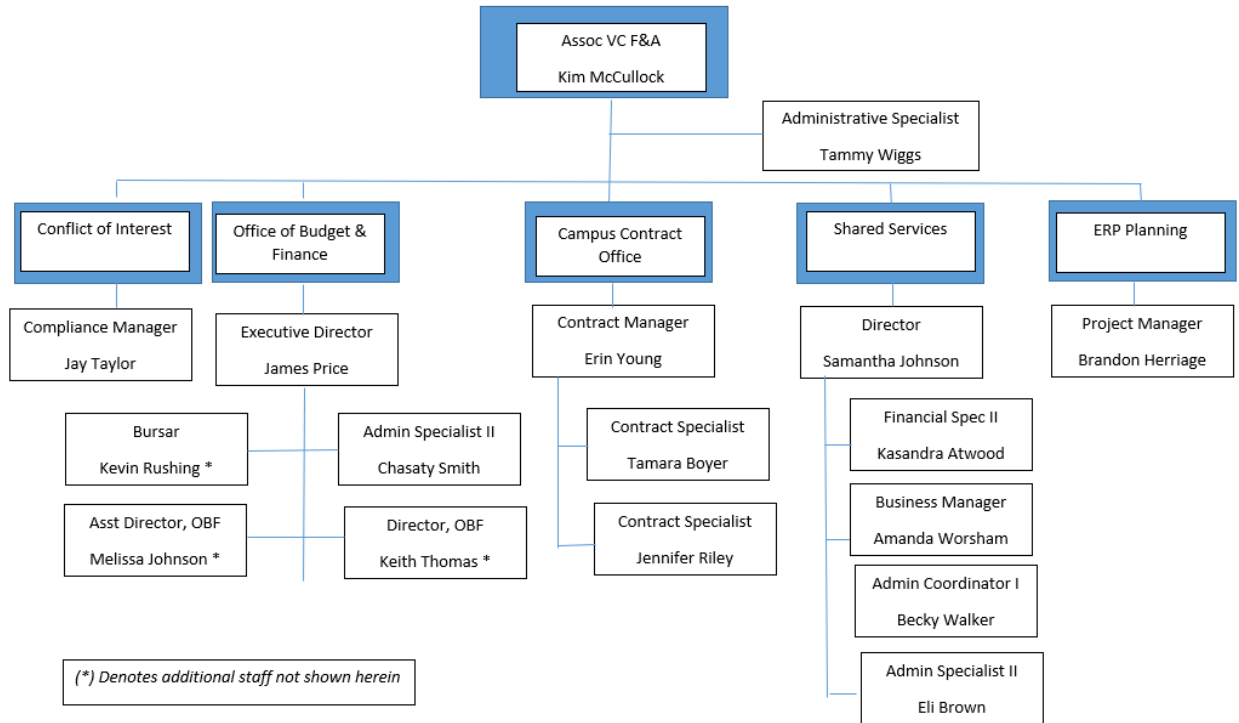 Assoc VC F&A
Kim McCullock
Administrative Specialist
Tammy Wiggs
Conflict of Interest
Office of Budget &
Finance
Campus Contract
Office
Shared Services
ERP Planning
Compliance Manager
Jay Taylor
Executive Director
James Price
Contract Manager
Erin Young
Director
Samantha Johnson
Project Manager
Brandon Herriage
Bursar
Kevin Rushing *
Admin Specialist II
Chasaty Smith
Asst Director, OBF
Melissa Johnson *
Director, OBF
Keith Thomas *
Contract Specialist
Tamara Boyer
Contract Specialist
Jennifer Riley
Financial Spec II
Kasandra Atwood
Business Manager
Amanda Worsham
Admin Coordinator I
Becky Walker
Admin Specialist II
Eli Brown
(*) Denotes additional staff not shown herein